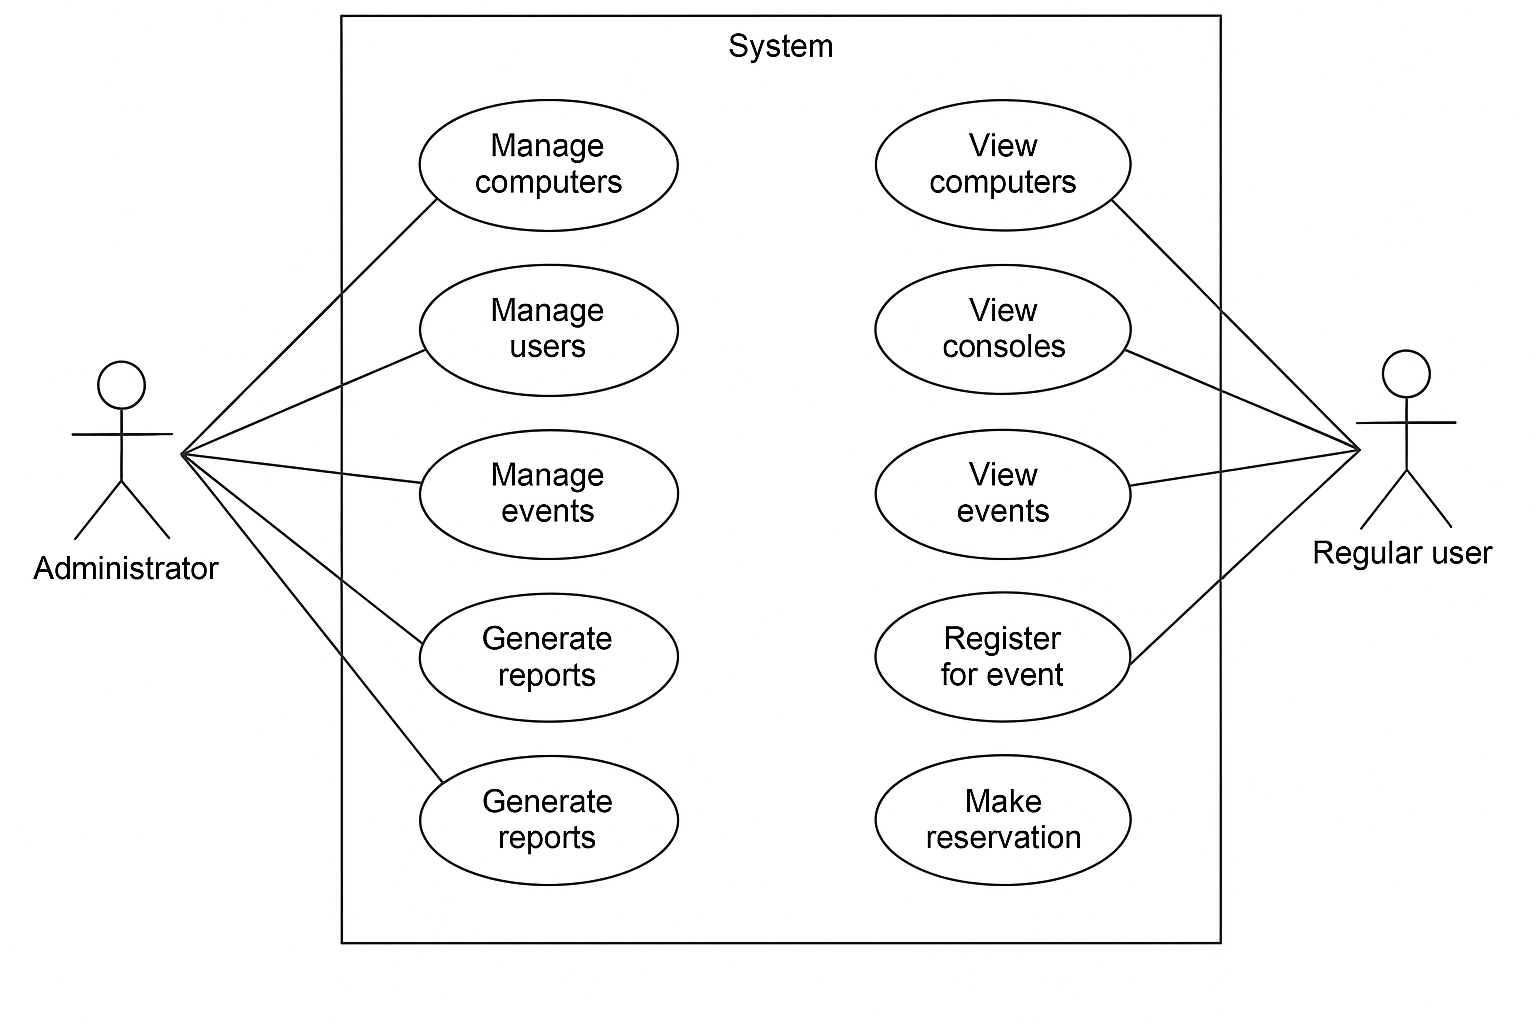 System
Manage
computers
Manage
users
Manage
events
Generate
reports
Generate
reports
View
computers
View
consoles
View
events
Register
for event
Make
reservation
Administrator
Regular user